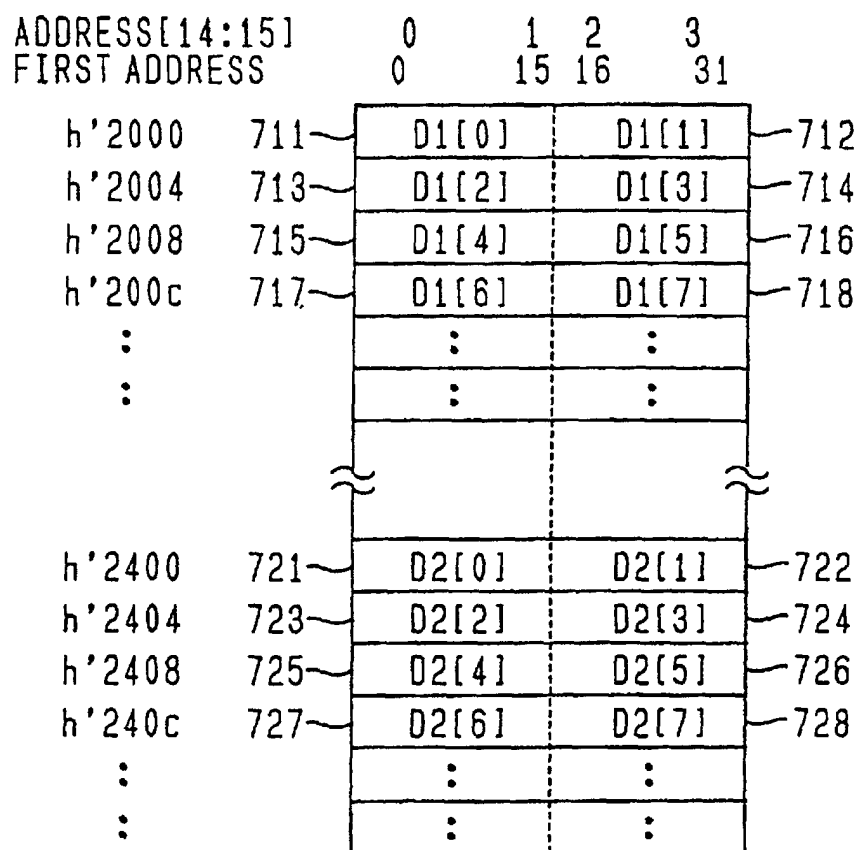 ADDRESS[14:15] 0 1 2 3
FIRST ADDRESS 0 15 16 31
h'2000 711 D1[0] D1[1] 712
h'2004 713 D1[2] D1[3] 714
h'2008 715 D1[4] D1[5] 716
h'200c 717 D1[6] D1[7] 718
h'2400 721 D2[0] D2[1] 722
h'2404 723 D2[2] D2[3] 724
h'2408 725 D2[4] D2[5] 726
h'240c 727 D2[6] D2[7] 728